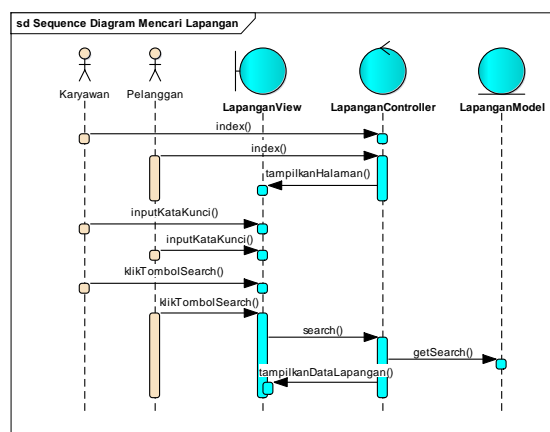 sd Sequence Diagram Mencari Lapangan
Karyawan
Pelanggan
LapanganView
LapanganController
LapanganModel
index()
index()
tampilkanHalaman()
inputKataKunci()
inputKataKunci()
klikTombolSearch()
klikTombolSearch()
search()
getSearch()
tampilkanDataLapangan()